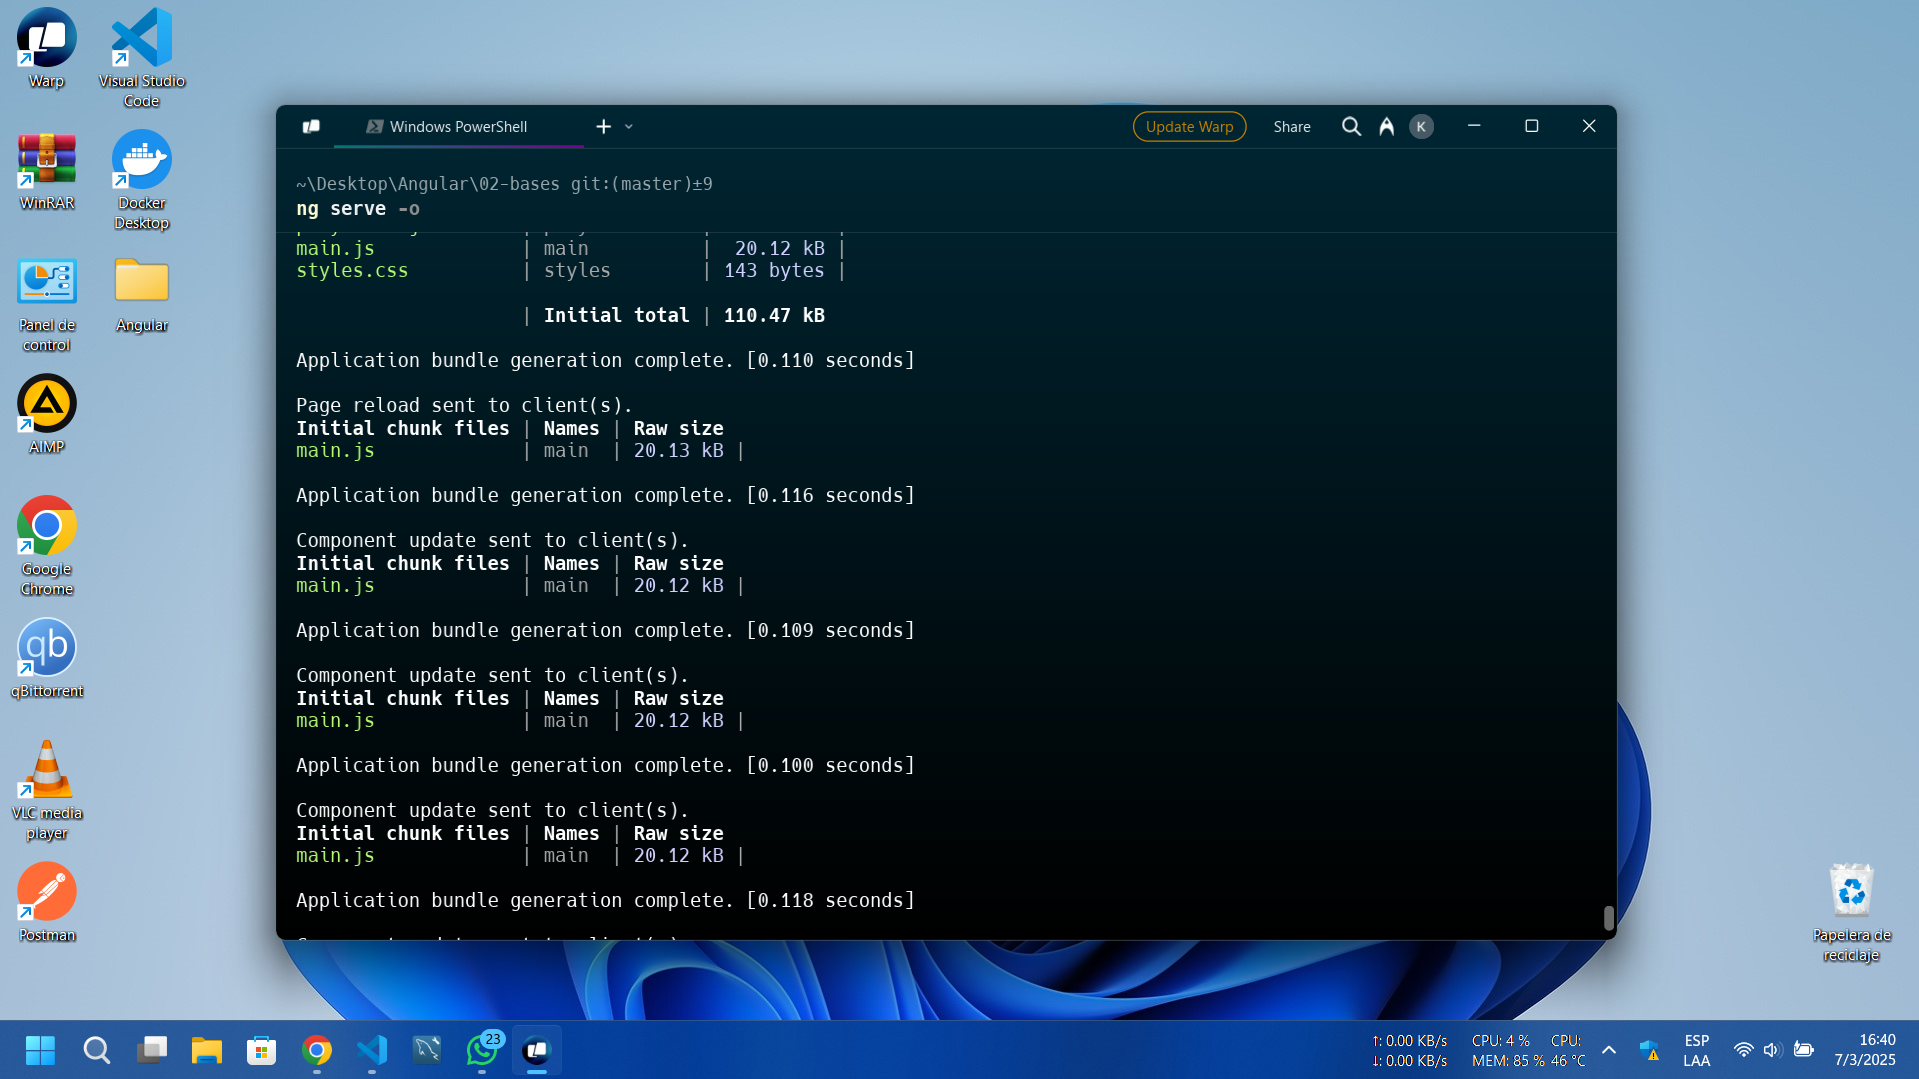 Warp
Visual Studio Code
WinRAR
Docker Desktop
Panel de control
Angular
AIMP
Google Chrome
qBittorrent
VLC media player
Postman
Papelera de reciclaje
Windows PowerShell
Update Warp
Share
K
~\Desktop\Angular\02-bases git:(master)±9
ng serve -o
main.js | main | 20.12 kB |
styles.css | styles | 143 bytes |
| Initial total | 110.47 kB
Application bundle generation complete. [0.110 seconds]
Page reload sent to client(s).
Initial chunk files | Names | Raw size
main.js | main | 20.13 kB |
Application bundle generation complete. [0.116 seconds]
Component update sent to client(s).
Initial chunk files | Names | Raw size
main.js | main | 20.12 kB |
Application bundle generation complete. [0.109 seconds]
Component update sent to client(s).
Initial chunk files | Names | Raw size
main.js | main | 20.12 kB |
Application bundle generation complete. [0.100 seconds]
Component update sent to client(s).
Initial chunk files | Names | Raw size
main.js | main | 20.12 kB |
Application bundle generation complete. [0.118 seconds]
qb
23
↑: 0.00 KB/s
↓: 0.00 KB/s
CPU: 4 % CPU:
MEM: 85 % 46 °C
ESP
LAA
16:40
7/3/2025